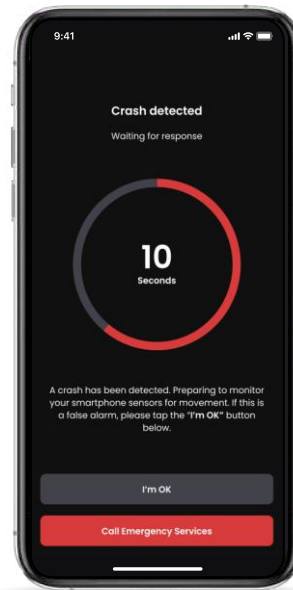 9:41
Crash detected
Waiting for response
10
Seconds
A crash has been detected. Preparing to monitor
your smartphone sensors for movement. If this is
a false alarm, please tap the "I'm OK" button
below.
I'm OK
Call Emergency Services